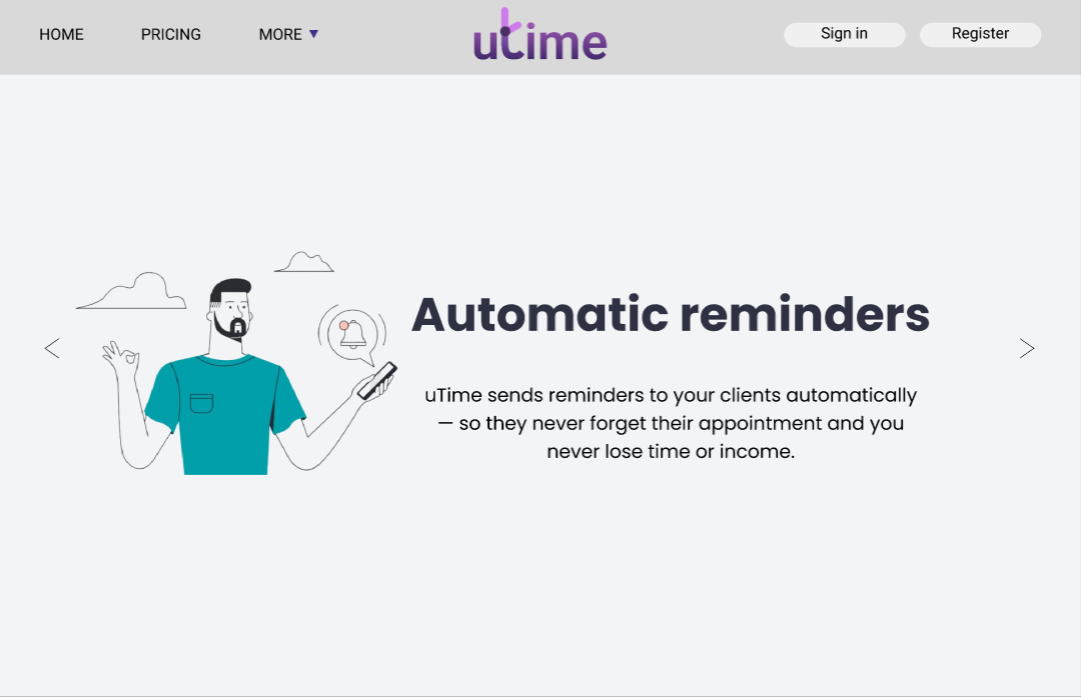 HOME
PRICING
MORE ▼
utime
Sign in
Register
Automatic reminders
uTime sends reminders to your clients automatically
— so they never forget their appointment and you
never lose time or income.